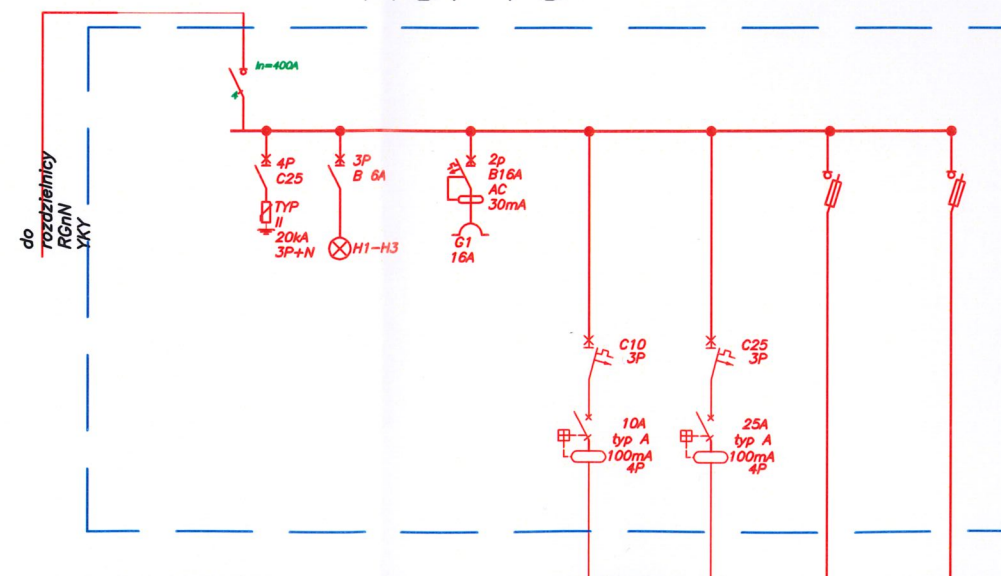 In=400A
4P
C25
TYP
II
20kA
3P+N
3P
B 6A
H1-H3
2p
B16A
AC
30mA
G1
16A
do
rozdzielnicy
RGnN
YKY
C10
3P
C25
3P
10A
typ A
100mA
4P
25A
typ A
100mA
4P